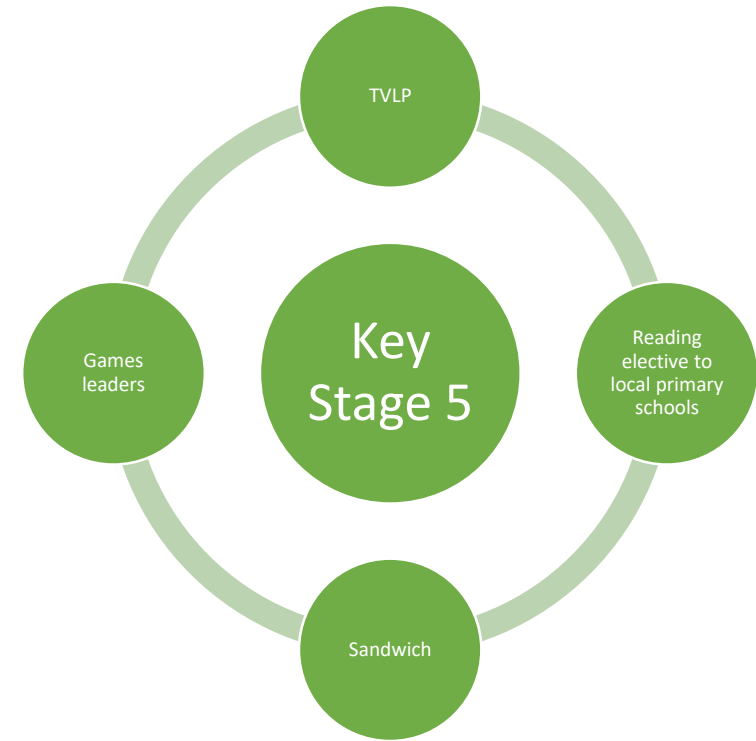 TVLP
Games
leaders
Key
Stage 5
Reading
elective to
local primary
schools
Sandwich